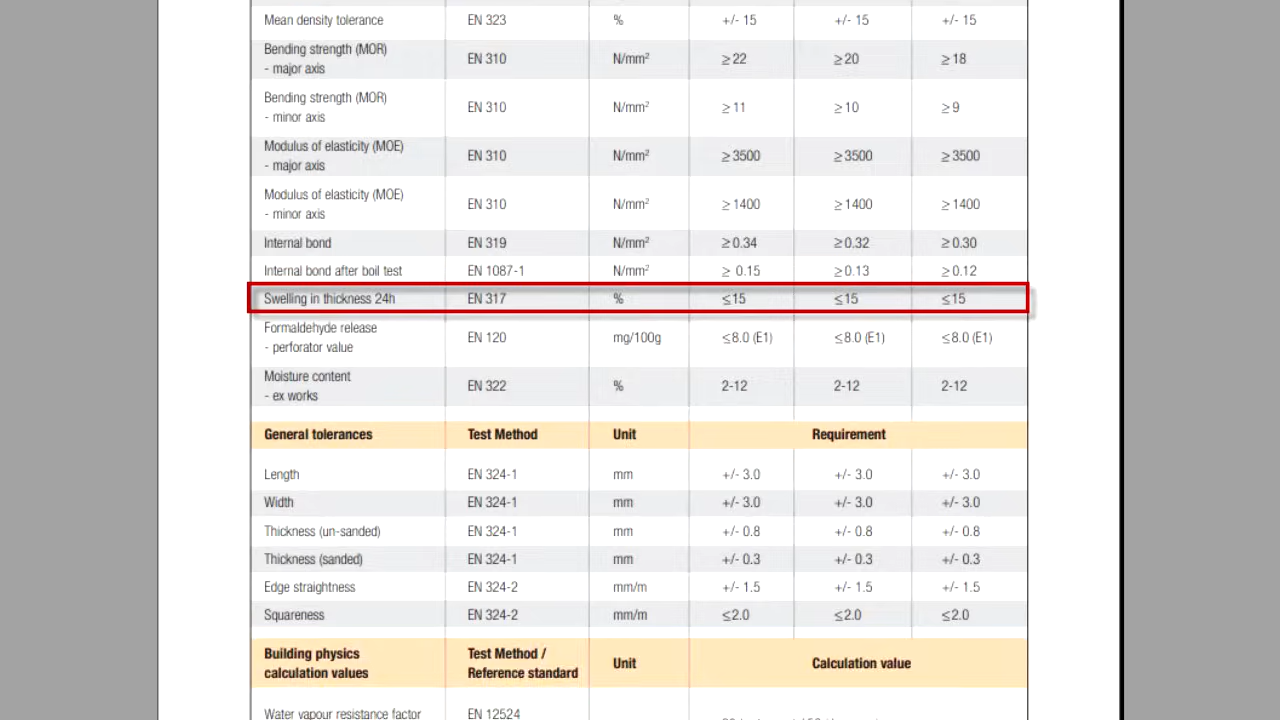 Mean density tolerance EN 323 % +/- 15 +/- 15 +/- 15
Bending strength (MOR)
- major axis EN 310 N/mm² ≥22 ≥20 ≥18
Bending strength (MOR)
- minor axis EN 310 N/mm² ≥11 ≥10 ≥9
Modulus of elasticity (MOE)
- major axis EN 310 N/mm² ≥3500 ≥3500 ≥3500
Modulus of elasticity (MOE)
- minor axis EN 310 N/mm² ≥1400 ≥1400 ≥1400
Internal bond EN 319 N/mm² ≥0.34 ≥0.32 ≥0.30
Internal bond after boil test EN 1087-1 N/mm² ≥ 0.15 ≥0.13 ≥0.12
Swelling in thickness 24h EN 317 % ≤15 ≤15 ≤15
Formaldehyde release
- perforator value EN 120 mg/100g ≤8.0 (E1) ≤8.0 (E1) ≤8.0 (E1)
Moisture content
- ex works EN 322 % 2-12 2-12 2-12
General tolerances Test Method Unit Requirement
Length EN 324-1 mm +/- 3.0 +/- 3.0 +/- 3.0
Width EN 324-1 mm +/- 3.0 +/- 3.0 +/- 3.0
Thickness (un-sanded) EN 324-1 mm +/- 0.8 +/- 0.8 +/- 0.8
Thickness (sanded) EN 324-1 mm +/- 0.3 +/- 0.3 +/- 0.3
Edge straightness EN 324-2 mm/m +/- 1.5 +/- 1.5 +/- 1.5
Squareness EN 324-2 mm/m ≤2.0 ≤2.0 ≤2.0
Building physics Test Method /
calculation values Reference standard Unit Calculation value
Water vapour resistance factor EN 12524